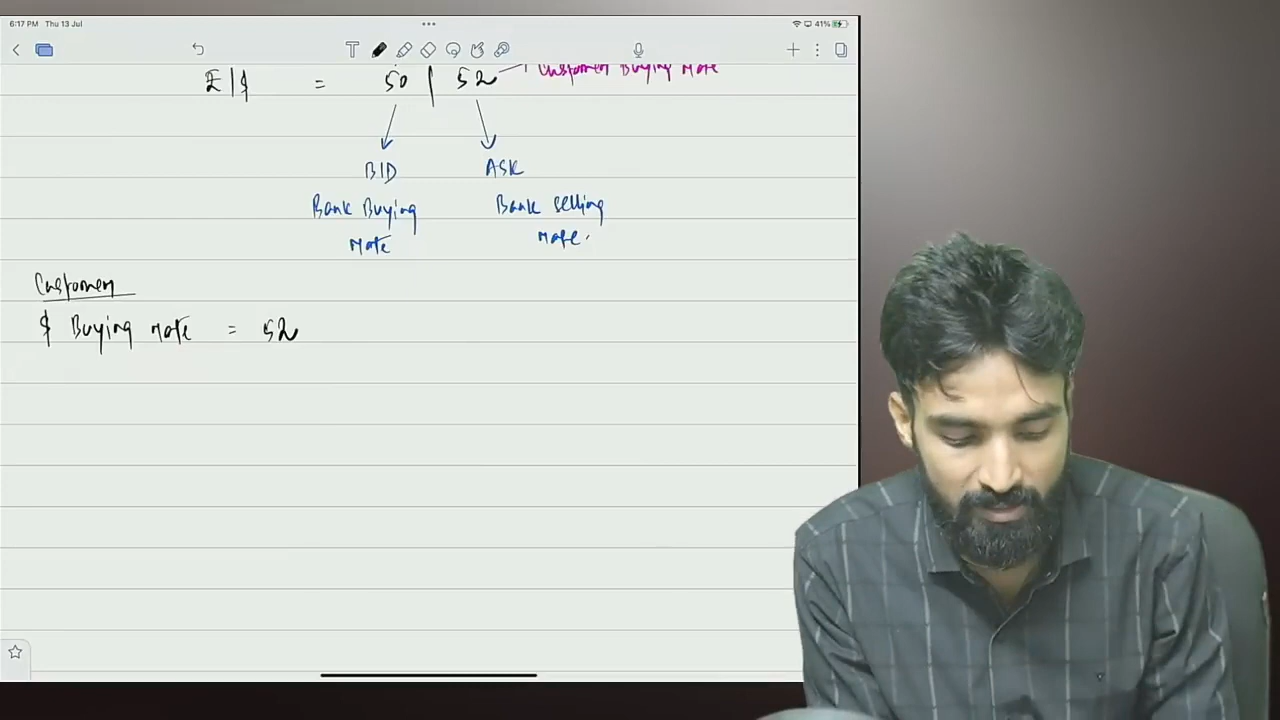 6:17 PM Thu 13 Jul
41%
T
Customer Buying Rate
₤|$ = 50 | 52
BID ASK
Bank Buying Bank Selling
Rate Rate.
Customer
$ Buying Rate = 52